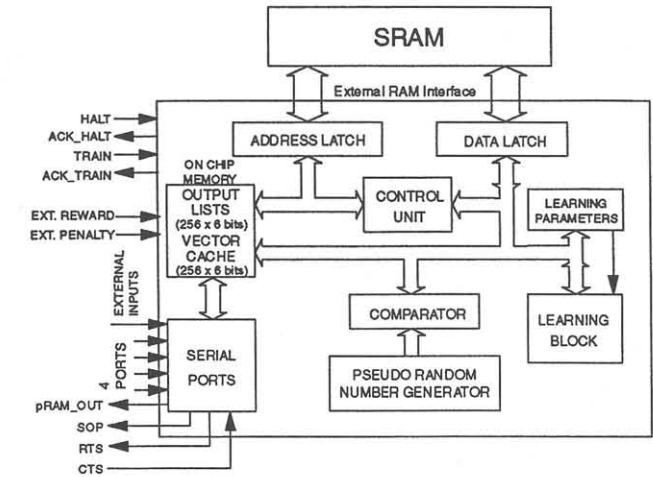 SRAM
External RAM Interface
HALT
ACK_HALT
TRAIN
ACK_TRAIN
EXT. REWARD
EXT. PENALTY
EXTERNAL
INPUTS
4
PORTS
pRAM_OUT
SOP
RTS
CTS
ADDRESS LATCH
DATA LATCH
ON CHIP
MEMORY
OUTPUT
LISTS
(256 x 6 bits)
VECTOR
CACHE
(256 x 6 bits)
CONTROL
UNIT
LEARNING
PARAMETERS
SERIAL
PORTS
COMPARATOR
LEARNING
BLOCK
PSEUDO RANDOM
NUMBER GENERATOR